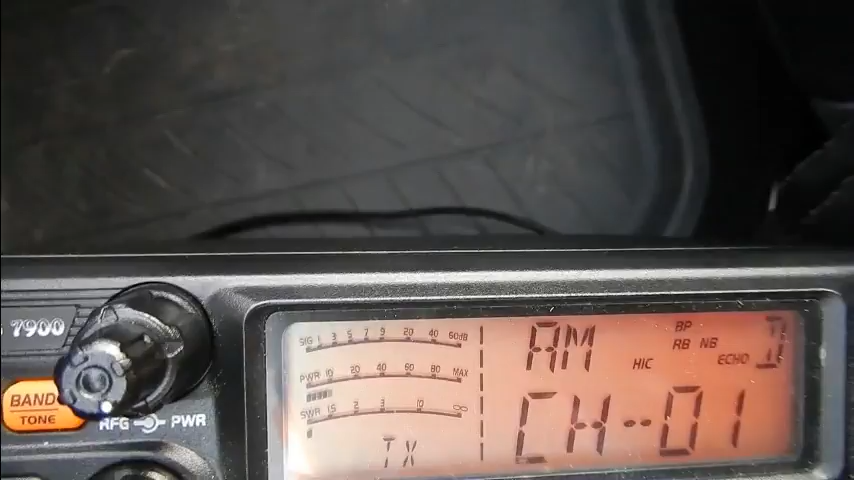 7900
BAND
TONE
RFG PWR
SIG 1 3 5 7 9 20 40 60dB
PWR 10 20 40 60 80 MAX
SWR 1.5 2 3 10 ∞
TX
AM
HIC
BP
RB NB
ECHO
D
CH-01